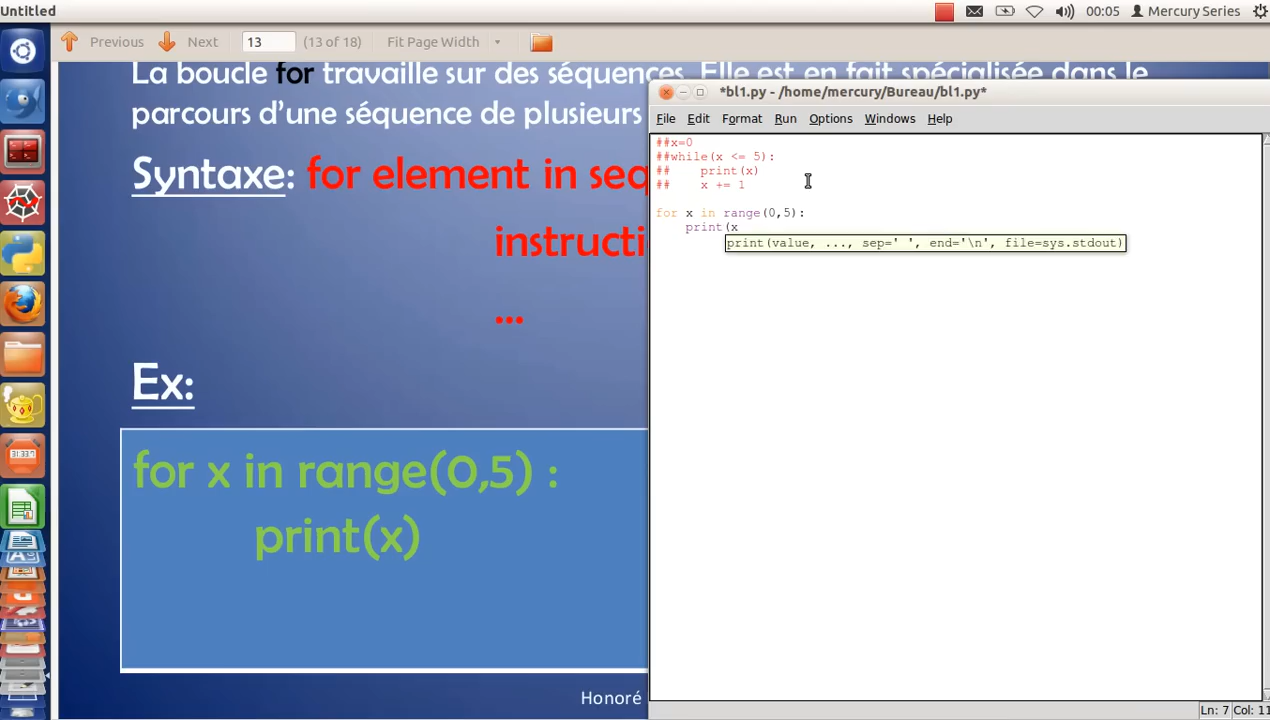 Untitled
00:05 Mercury Series
Previous Next 13 (13 of 18) Fit Page Width
La boucle for travaille sur des séquences. Elle est en fait spécialisée dans le
parcours d’une séquence de plusieurs
Syntaxe: for element in seq
instructi
...
Ex:
for x in range(0,5) :
print(x)
Honoré
*bl1.py - /home/mercury/Bureau/bl1.py*
File Edit Format Run Options Windows Help
##x=0
##while(x <= 5):
## print(x)
## x += 1
for x in range(0,5):
print(x
print(value, ..., sep=' ', end='\n', file=sys.stdout)
Ln: 7 Col: 11
31:337